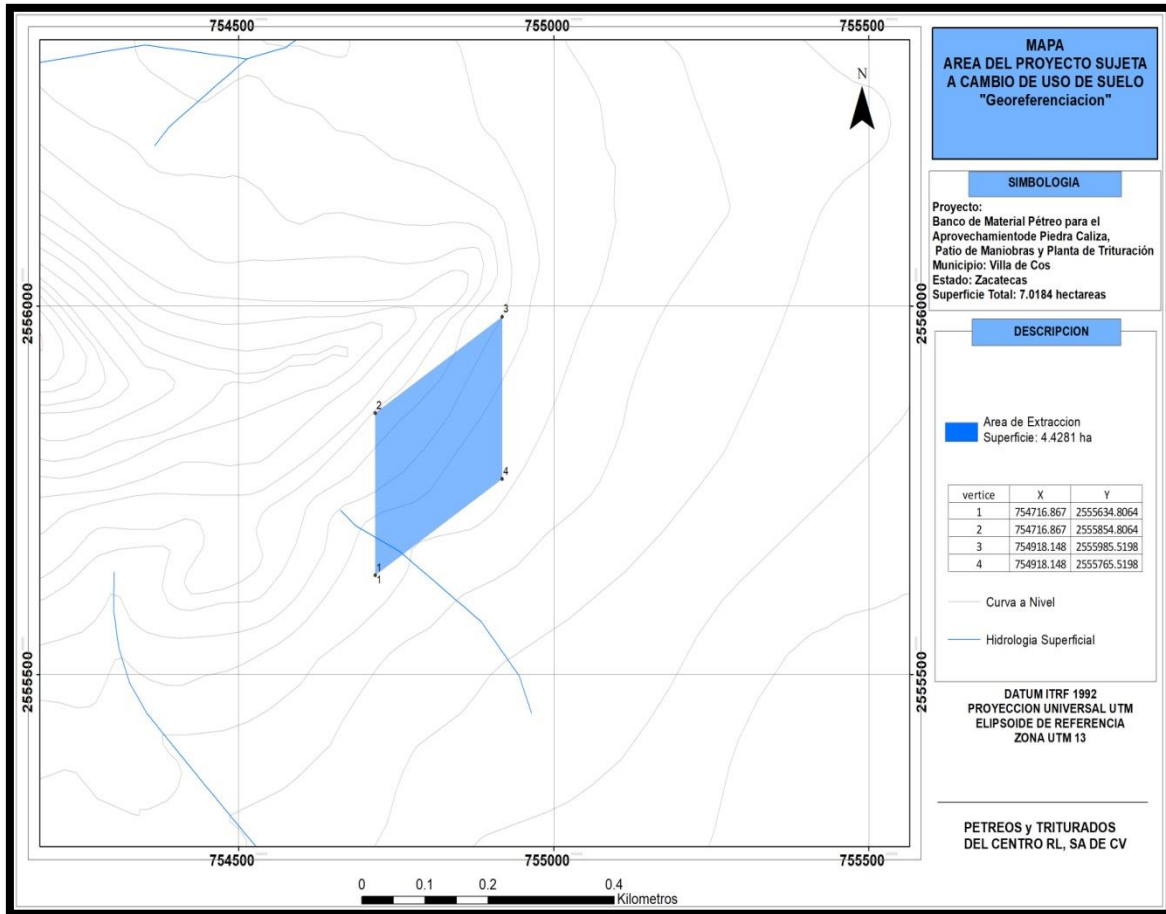 754500 755000 755500
MAPA
AREA DEL PROYECTO SUJETA
A CAMBIO DE USO DE SUELO
"Georeferenciacion"
N
SIMBOLOGIA
Proyecto:
Banco de Material Pétreo para el
Aprovechamientode Piedra Caliza,
Patio de Maniobras y Planta de Trituración
Municipio: Villa de Cos
Estado: Zacatecas
Superficie Total: 7.0184 hectareas
2556000 2556000
3
DESCRIPCION
2
Area de Extraccion
Superficie: 4.4281 ha
4
vertice X Y
1 754716.867 2555634.8064
2 754716.867 2555854.8064
3 754918.148 2555985.5198
4 754918.148 2555765.5198
1
1
Curva a Nivel
Hidrologia Superficial
2555500 2555500
DATUM ITRF 1992
PROYECCION UNIVERSAL UTM
ELIPSOIDE DE REFERENCIA
ZONA UTM 13
PETREOS y TRITURADOS
DEL CENTRO RL, SA DE CV
754500 755000 755500
0 0.1 0.2 0.4
Kilometros